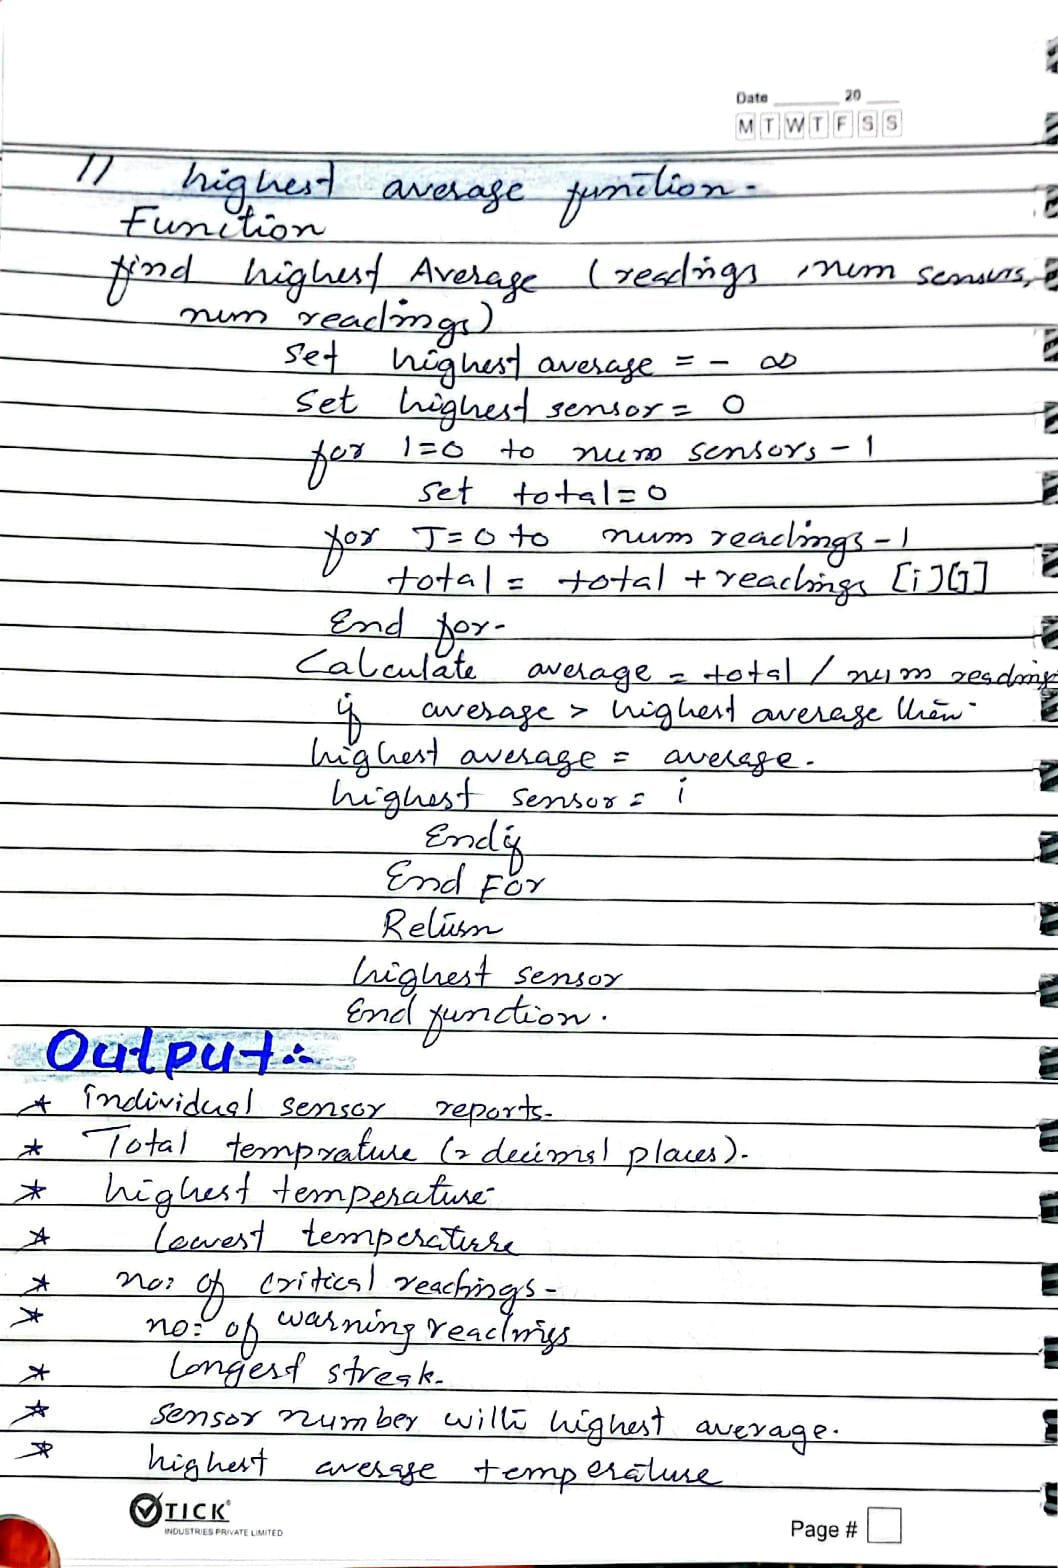 Date ______ 20 ___
M T W T F S S
// highest average function -
Function
find highest Average (readings , num sensors,
num readings)
Set highest average = - ∞
Set highest sensor = 0
for I=0 to num sensors - 1
Set total = 0
for J=0 to num readings - 1
total = total + readings [i][J]
End for -
Calculate average = total / num readings
if average > highest average then -
highest average = average.
highest sensor = i
End if
End For
Return
highest sensor
End function.
Output:-
* individual sensor reports-
* Total temprature (2 decimal places).
* highest temperature
* Lowest temperature
* no: of critical readings -
* no: of warning readings
* Longest streak.
* Sensor number with highest average.
* highest average temperature
TICK®
INDUSTRIES PRIVATE LIMITED
Page #